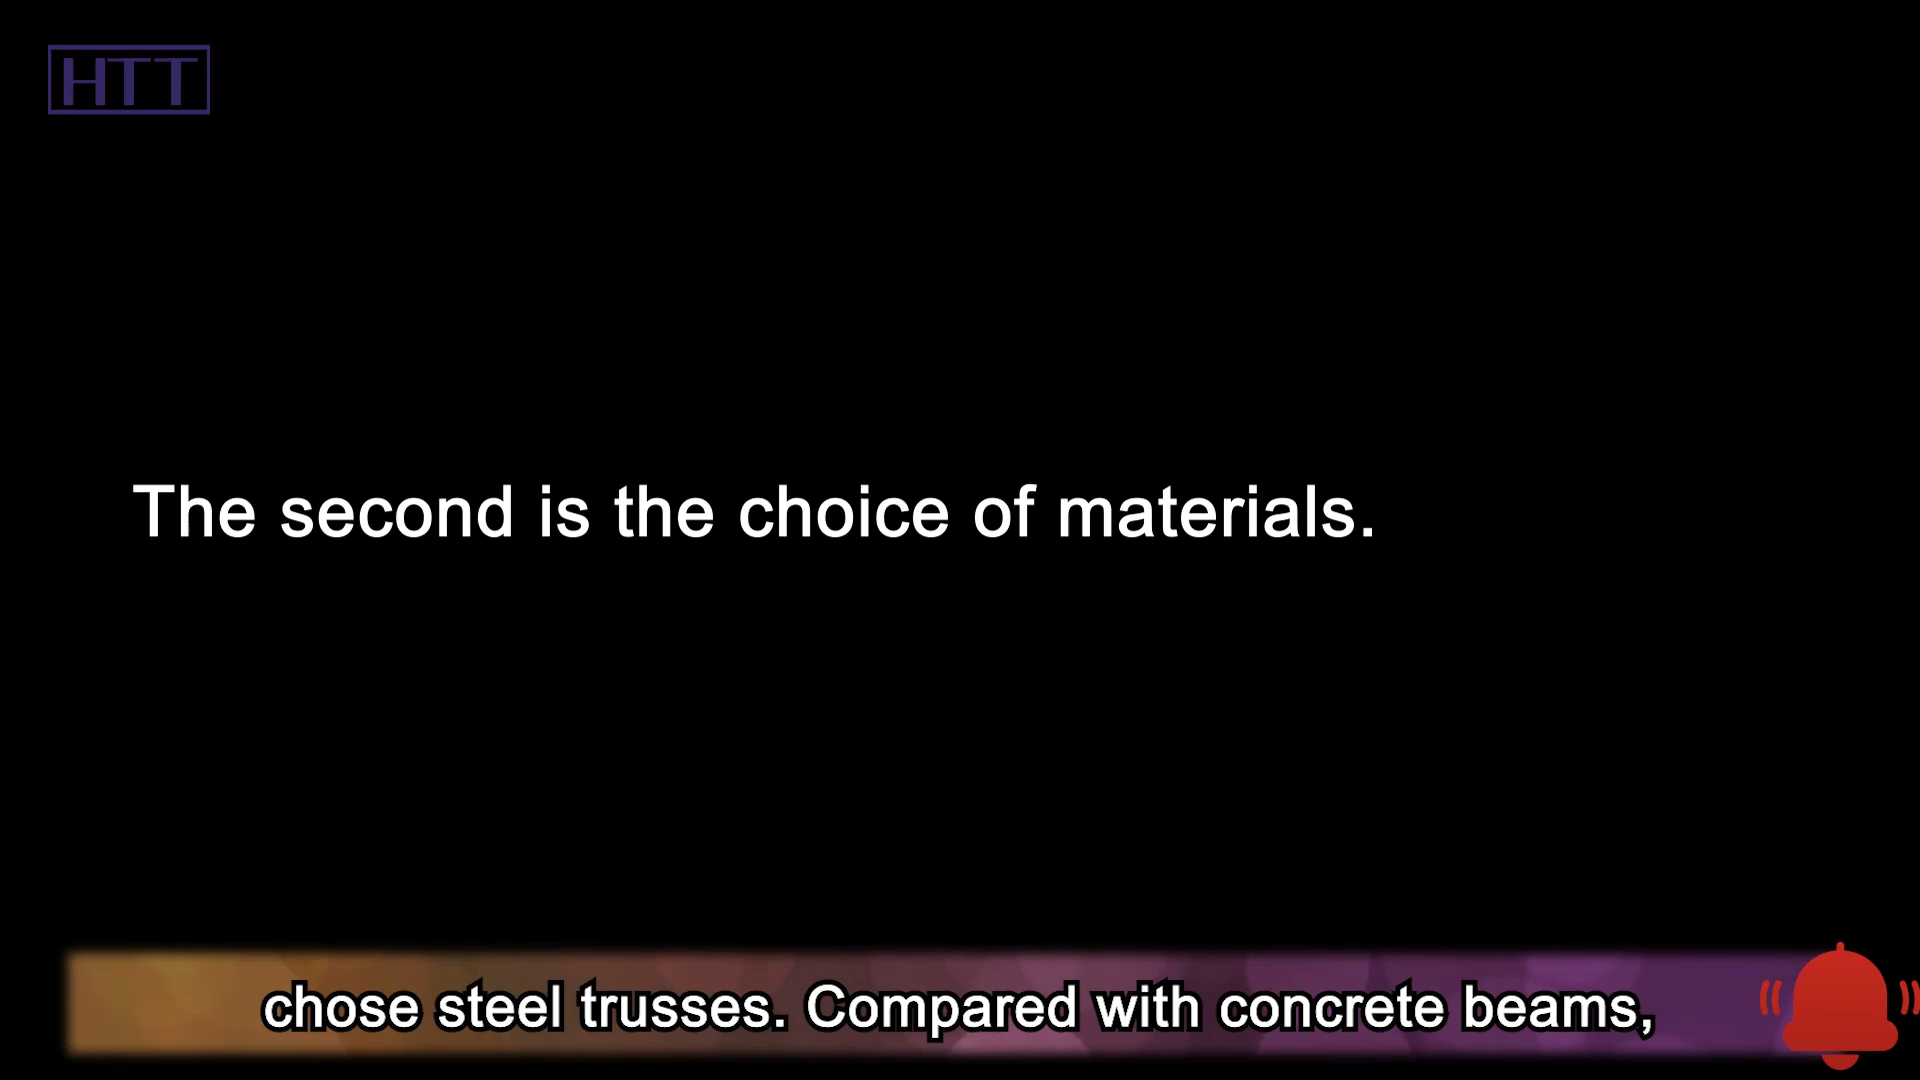 HTT
The second is the choice of materials.
chose steel trusses. Compared with concrete beams,